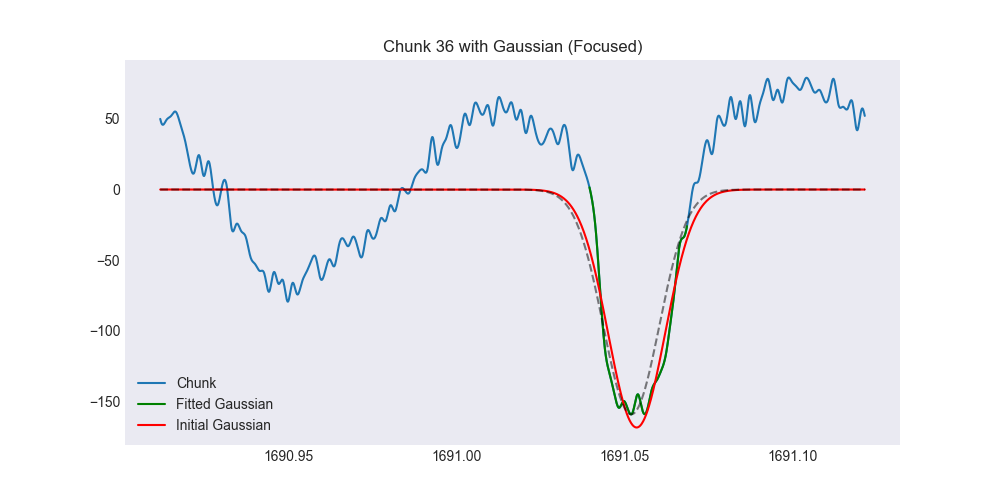 Chunk 36 with Gaussian (Focused)
50
0
−50
−100
−150
Chunk
Fitted Gaussian
Initial Gaussian
1690.95 1691.00 1691.05 1691.10